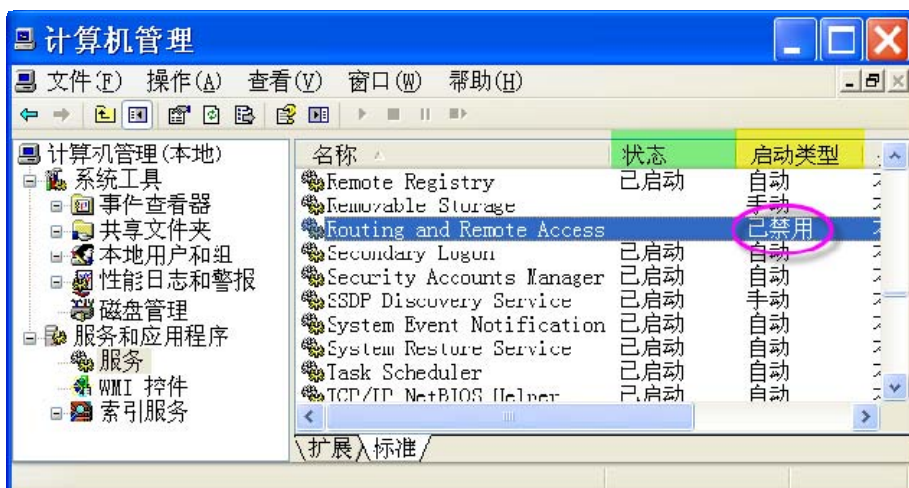 计算机管理
文件(F) 操作(A) 查看(V) 窗口(W) 帮助(H)
计算机管理(本地)
系统工具
事件查看器
共享文件夹
本地用户和组
性能日志和警报
磁盘管理
服务和应用程序
服务
WMI 控件
索引服务
名称 状态 启动类型
Remote Registry 已启动 自动
Removable Storage 手动
Routing and Remote Access 已禁用
Secondary Logon 已启动 自动
Security Accounts Manager 已启动 自动
SSDP Discovery Service 已启动 手动
System Event Notification 已启动 自动
System Restore Service 已启动 自动
Task Scheduler 已启动 自动
TCP/IP NetBIOS Helper 已启动 自动
扩展 标准